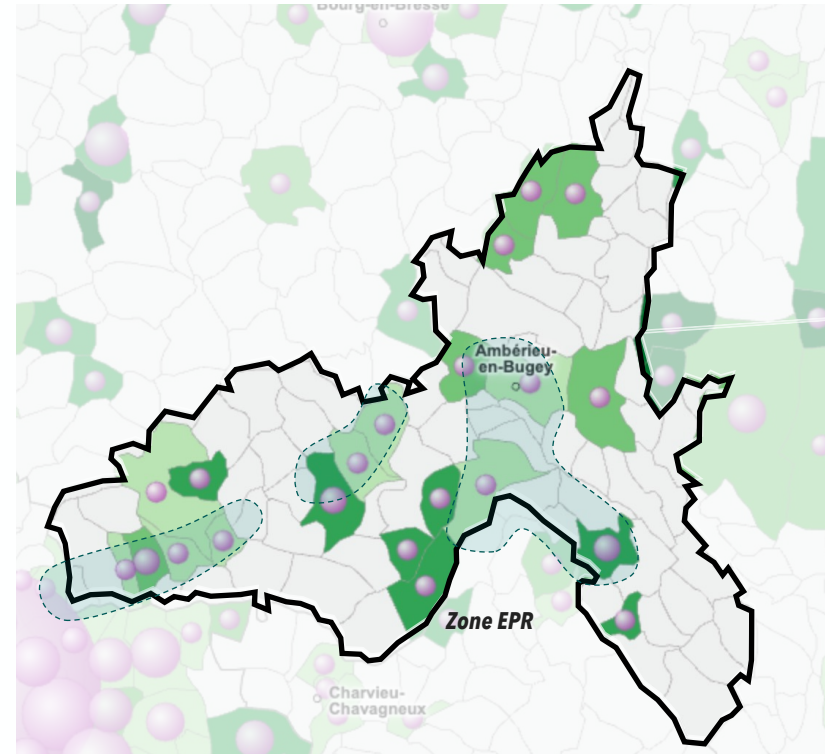 Bourg-en-Bresse
Ambérieu-
en-Bugey
Zone EPR
Charvieu-
Chavagneux